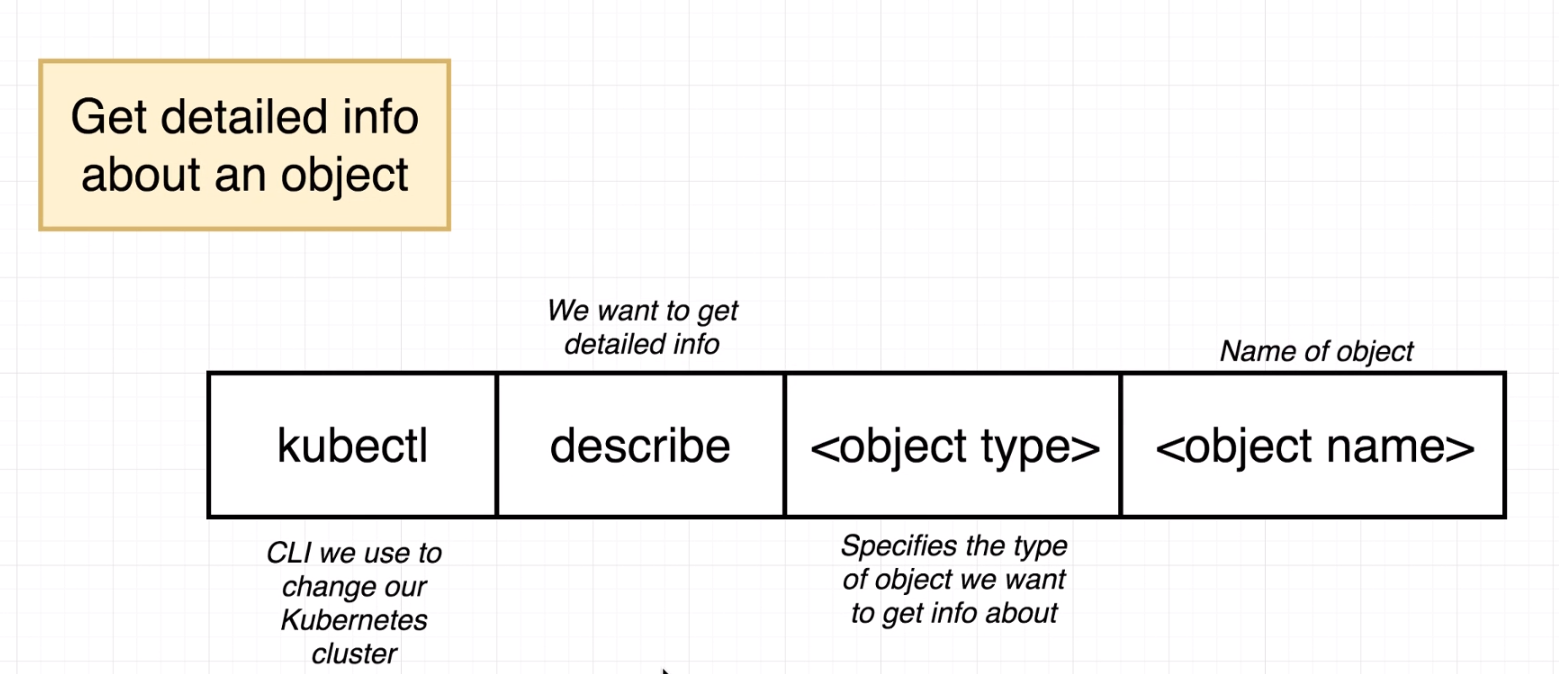 Get detailed info
about an object
We want to get
detailed info
Name of object
kubectl
describe
<object type>
<object name>
CLI we use to
change our
Kubernetes
cluster
Specifies the type
of object we want
to get info about